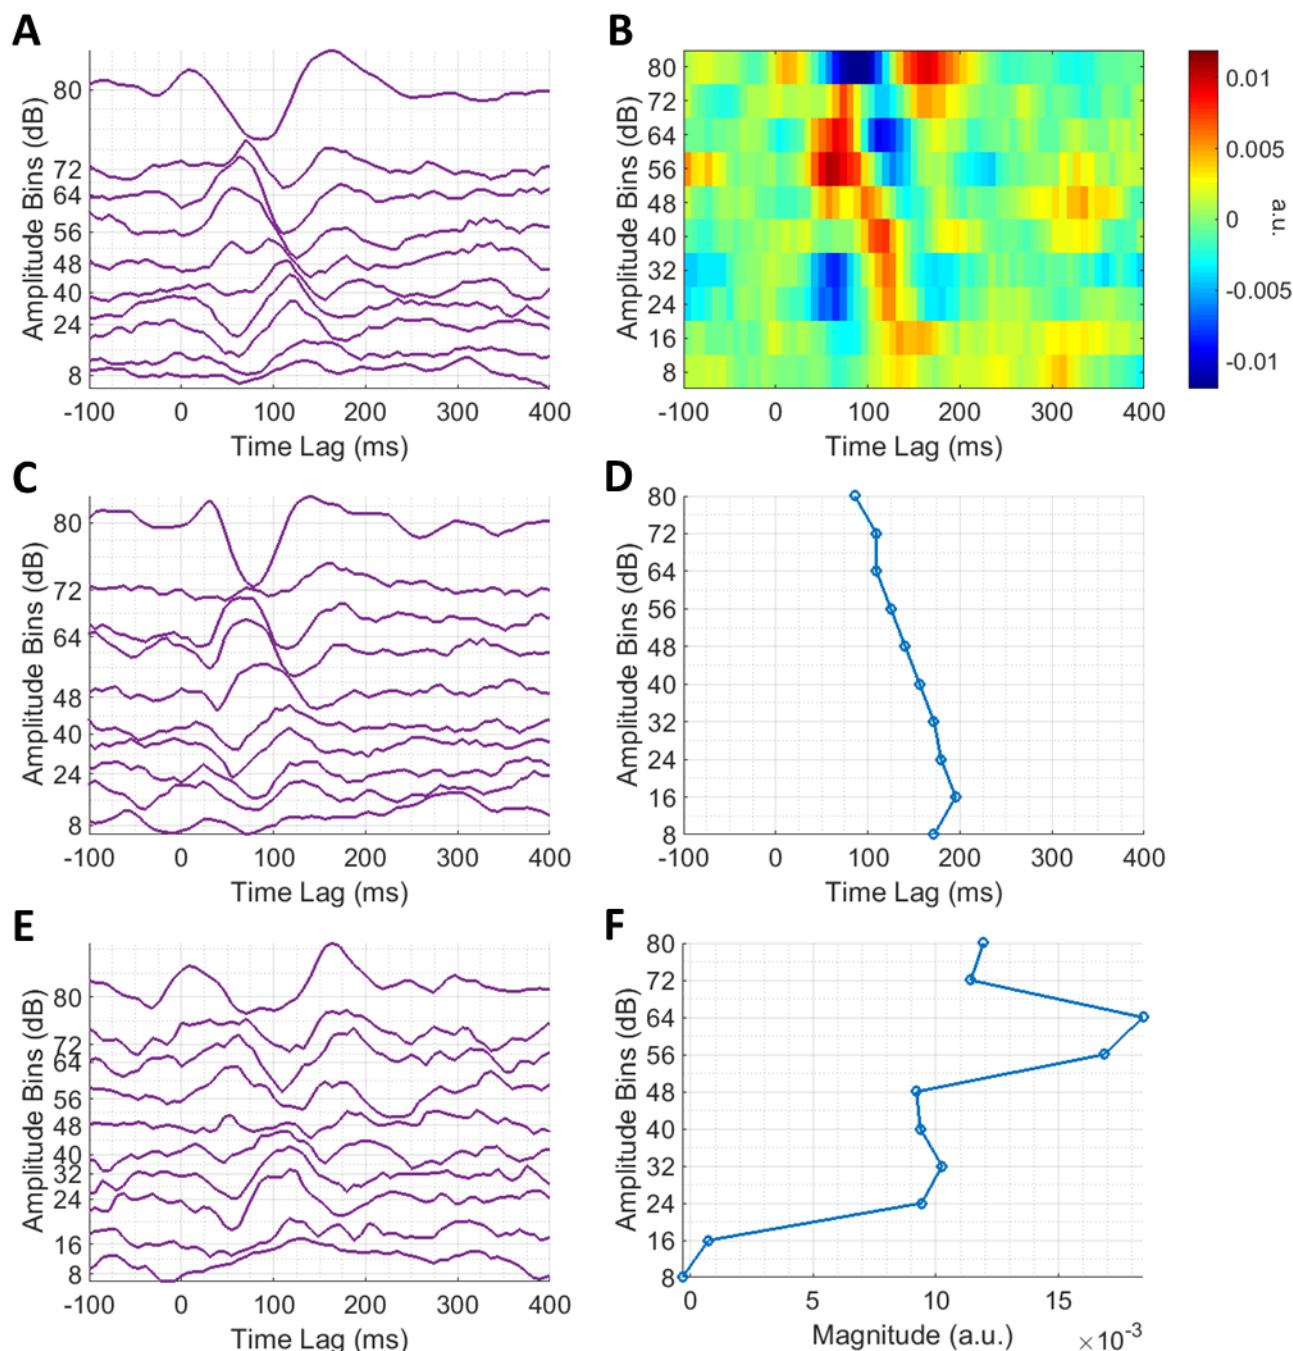 A
Amplitude Bins (dB)
80
72
64
56
48
40
24
8
-100 0 100 200 300 400
Time Lag (ms)
B
Amplitude Bins (dB)
80
72
64
56
48
40
32
24
16
8
-100 0 100 200 300 400
Time Lag (ms)
0.01
0.005
0
-0.005
-0.01
a.u.
C
Amplitude Bins (dB)
80
72
64
48
40
24
8
-100 0 100 200 300 400
Time Lag (ms)
D
Amplitude Bins (dB)
80
72
64
56
48
40
32
24
16
8
-100 0 100 200 300 400
Time Lag (ms)
E
Amplitude Bins (dB)
80
72
64
56
48
40
32
24
16
8
-100 0 100 200 300 400
Time Lag (ms)
F
Amplitude Bins (dB)
80
72
64
56
48
40
32
24
16
8
0 5 10 15
Magnitude (a.u.) ×10⁻³